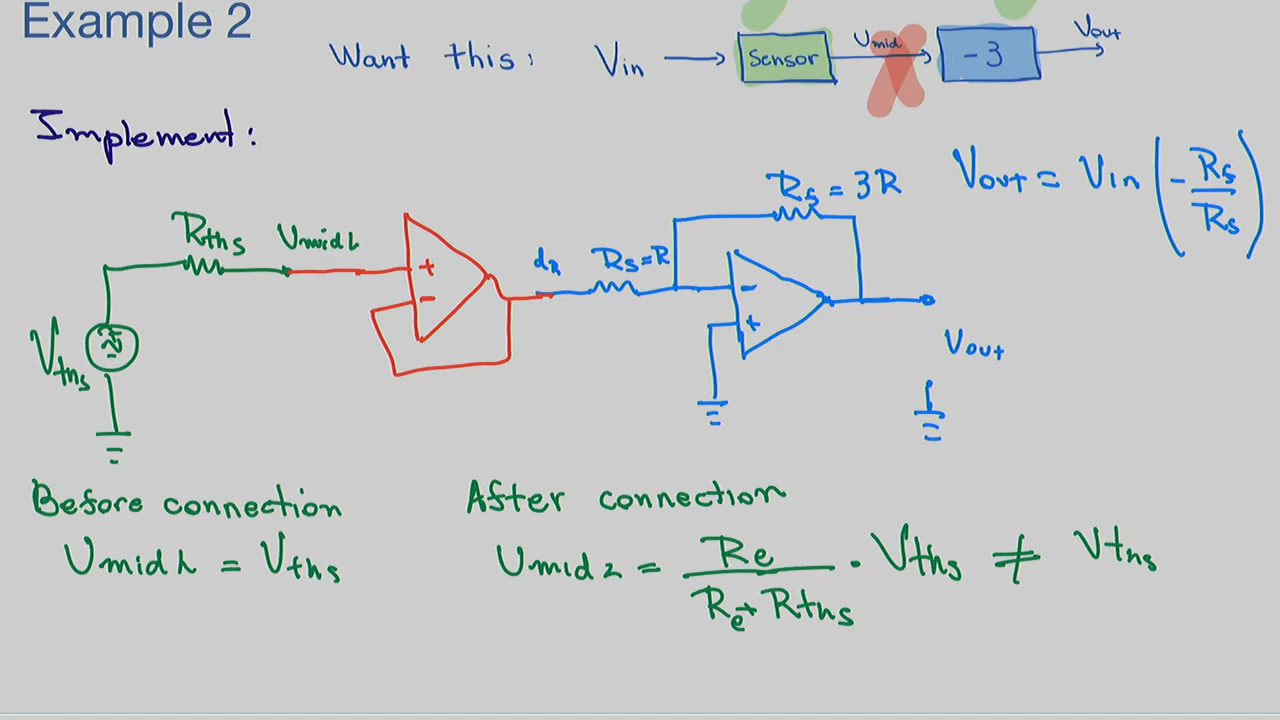 Example 2
Want this: Vin Sensor Vmid -3 Vout
Implement:
Vout = Vin (- Rf / Rs)
Rf = 3R
Rths Vmid1
+
-
Rs=R
-
+
Vths
Vout
Before connection
Vmid1 = Vths
After connection
Vmid2 = Re / Re + Rths · Vths ≠ Vths